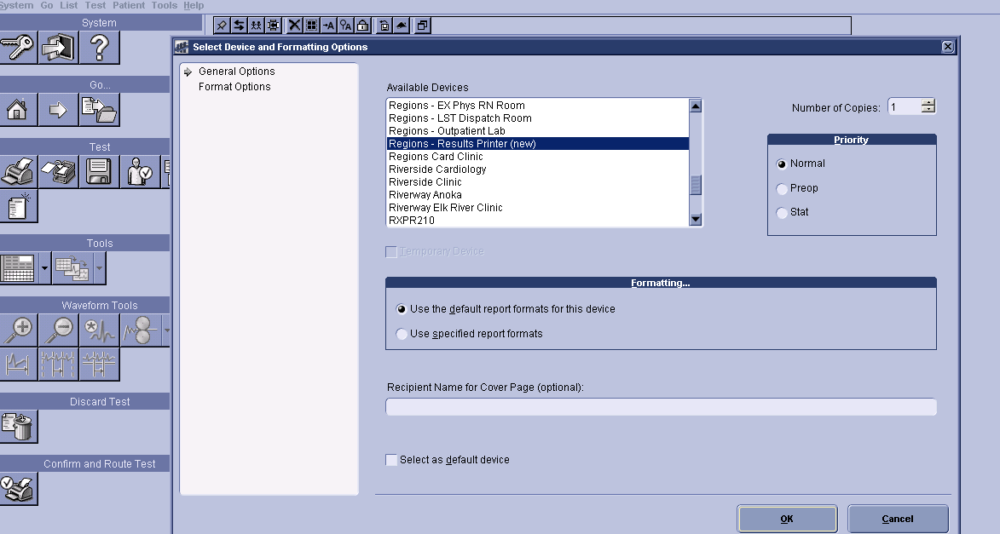 System Go List Test Patient Tools Help
System
Go...
Test
Tools
Waveform Tools
Discard Test
Confirm and Route Test
Select Device and Formatting Options
General Options
Format Options
Available Devices
Regions - EX Phys RN Room
Regions - LST Dispatch Room
Regions - Outpatient Lab
Regions - Results Printer (new)
Regions Card Clinic
Riverside Cardiology
Riverside Clinic
Riverway Anoka
Riverway Elk River Clinic
RXPR210
Number of Copies: 1
Priority
Normal
Preop
Stat
Temporary Device
Formatting...
Use the default report formats for this device
Use specified report formats
Recipient Name for Cover Page (optional):
Select as default device
OK
Cancel